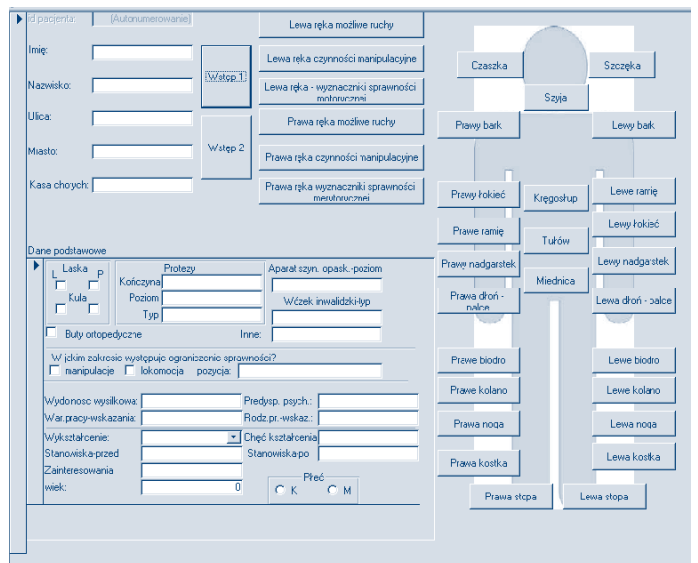 id pacjenta: (Autonumerowanie)
Imię:
Nazwisko:
Ulica:
Miasto:
Kasa chorych:
Wstęp 1
Wstęp 2
Lewa ręka możliwe ruchy
Lewa ręka czynności manipulacyjne
Lewa ręka - wyznaczniki sprawności
motorycznej
Prawa ręka możliwe ruchy
Prawa ręka czynności manipulacyjne
Prawa ręka wyznaczniki sprawności
merytorycznej
Czaszka
Szczęka
Szyja
Prawy bark
Lewy bark
Prawy łokieć
Kręgosłup
Lewe ramię
Prawe ramię
Tułów
Lewy łokieć
Prawy nadgarstek
Miednica
Lewy nadgarstek
Prawa dłoń -
palce
Lewa dłoń - palce
Prawe biodro
Lewe biodro
Prawe kolano
Lewe kolano
Prawa noga
Lewa noga
Prawa kostka
Lewa kostka
Prawa stopa
Lewa stopa
Dane podstawowe
L Laska P
Kula
Protezy
Kończyna
Poziom
Typ
Aparat szyn. opask.-poziom
Wózek inwalidzki-typ
Buty ortopedyczne
Inne:
W jakim zakresie występuje ograniczenie sprawności?
manipulacje lokomocja pozycja:
Wydonosc wysilkowa: Predysp. psych.:
War.pracy-wskazania: Rodz.pr.-wskaz.:
Wykształcenie: Chęć kształcenia
Stanowiska-przed Stanowiska-po
Zainteresowania
wiek: 0
Płeć
K M